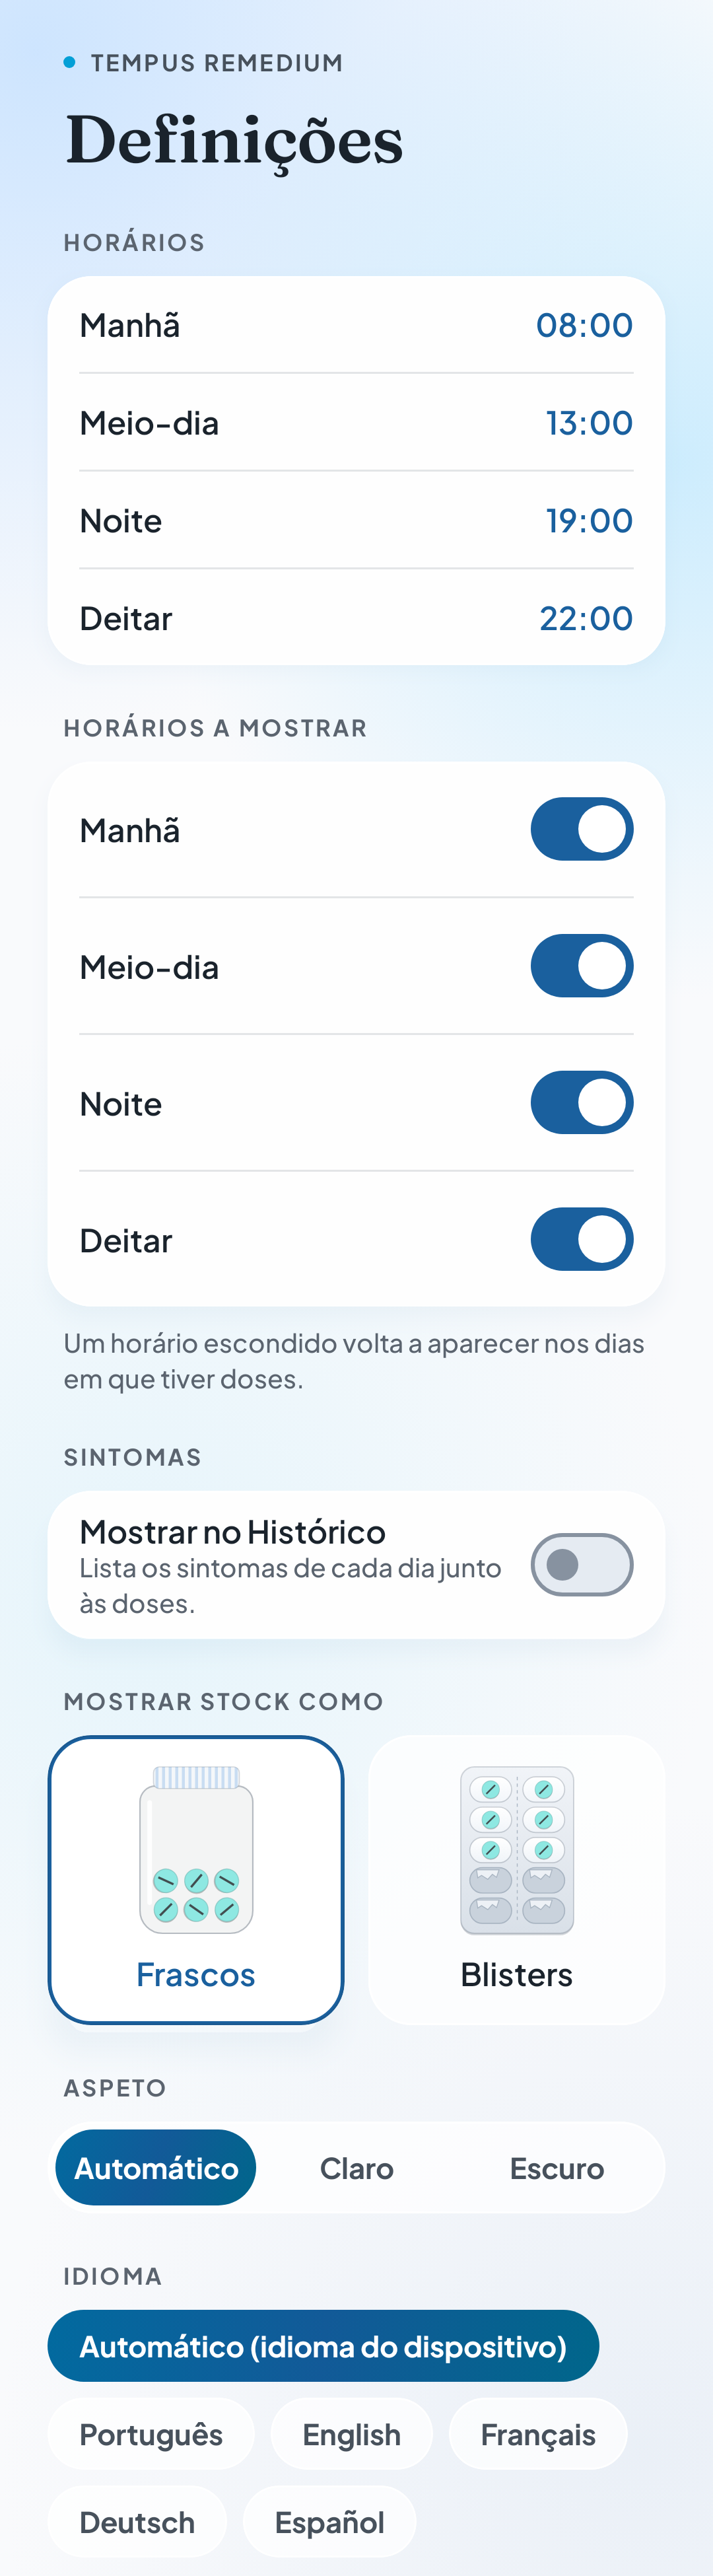 TEMPUS REMEDIUM
Definições
HORÁRIOS
Manhã 08:00
Meio-dia 13:00
Noite 19:00
Deitar 22:00
HORÁRIOS A MOSTRAR
Manhã
Meio-dia
Noite
Deitar
Um horário escondido volta a aparecer nos dias
em que tiver doses.
SINTOMAS
Mostrar no Histórico
Lista os sintomas de cada dia junto
às doses.
MOSTRAR STOCK COMO
Frascos Blisters
ASPETO
Automático Claro Escuro
IDIOMA
Automático (idioma do dispositivo)
Português English Français
Deutsch Español